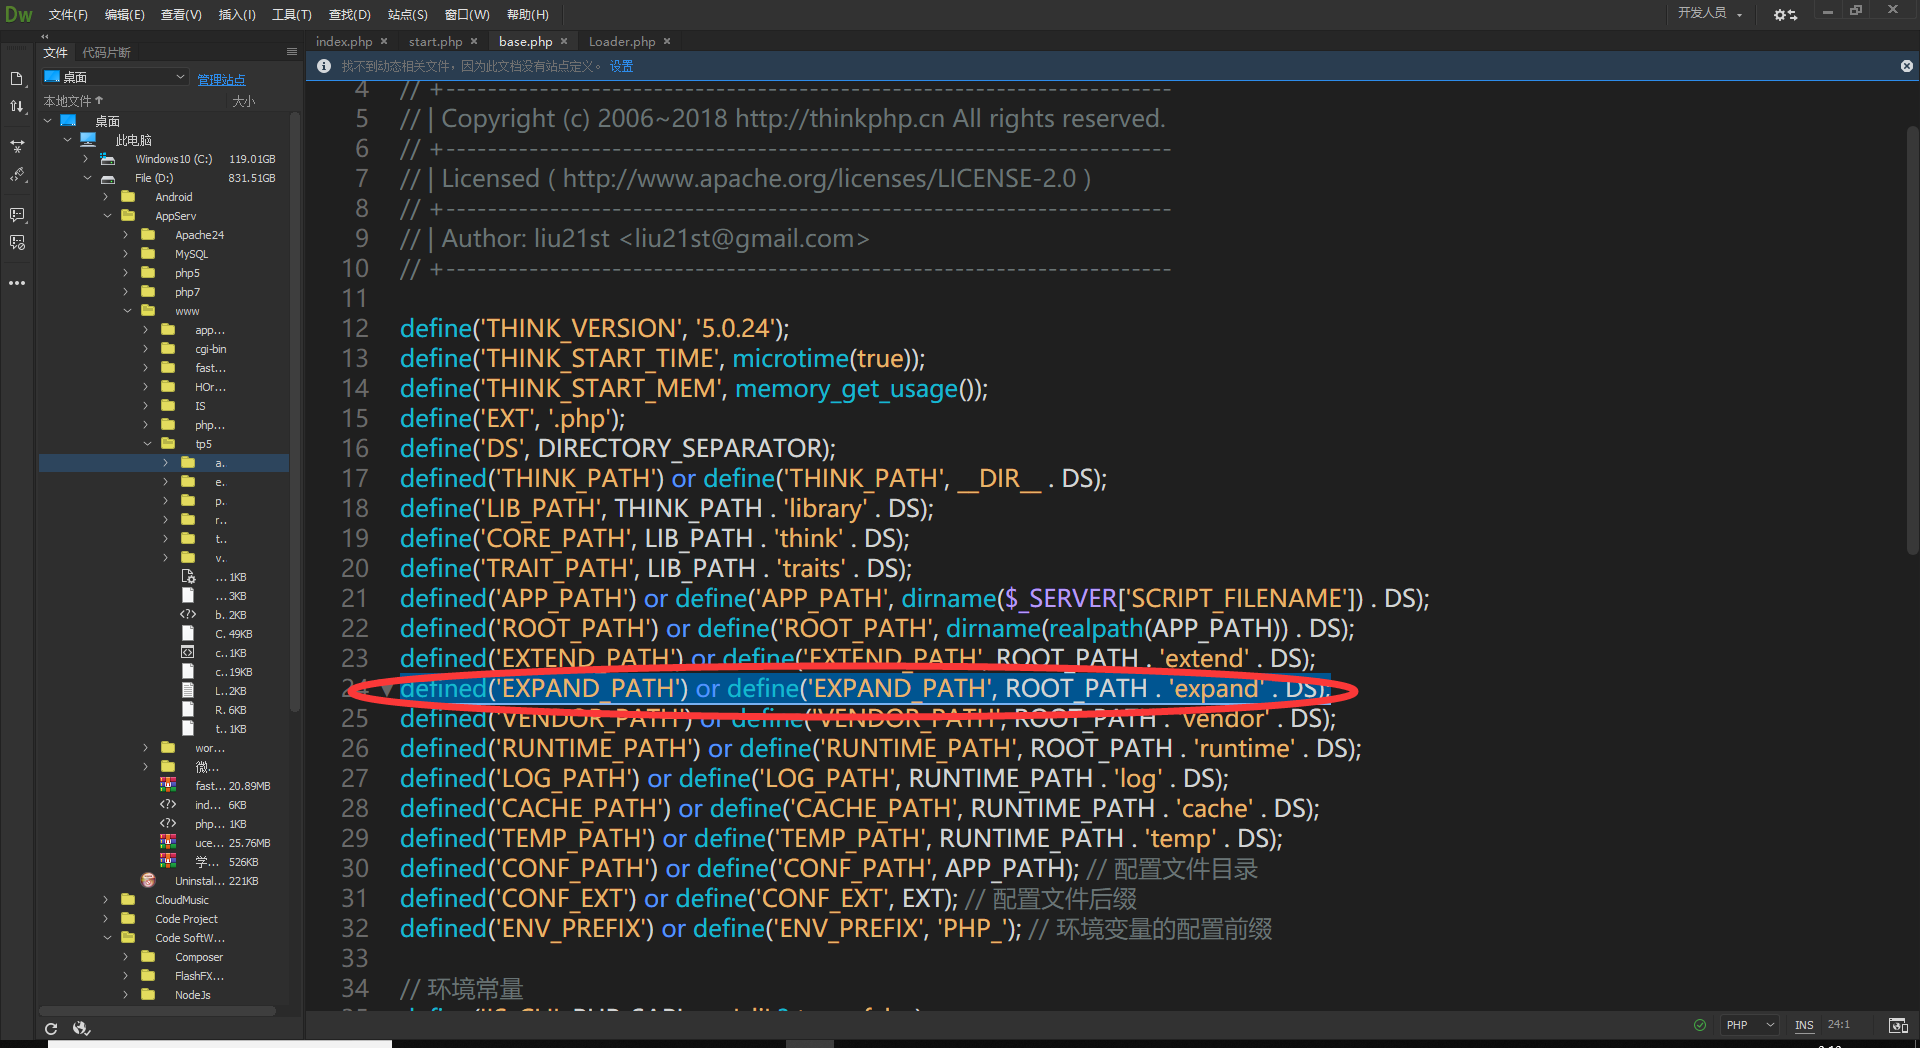 Dw 文件(F) 编辑(E) 查看(V) 插入(I) 工具(T) 查找(D) 站点(S) 窗口(W) 帮助(H) 开发人员
文件 代码片断
桌面 管理站点
本地文件 大小
桌面
此电脑
Windows10 (C:) 119.01GB
File (D:) 831.51GB
Android
AppServ
Apache24
MySQL
php5
php7
www
app...
cgi-bin
fast...
HOr...
IS
php...
tp5
a..
e..
p..
r..
t..
v..
... 1KB
... 3KB
b.. 2KB
C. 49KB
c... 1KB
c... 19KB
L.. 2KB
R. 6KB
t.. 1KB
wor...
微...
fast... 20.89MB
ind... 6KB
php... 1KB
uce... 25.76MB
学... 526KB
Uninstal... 221KB
CloudMusic
Code Project
Code SoftW...
Composer
FlashFX...
NodeJs
index.php start.php base.php Loader.php
找不到动态相关文件，因为此文档没有站点定义。 设置
4 // +----------------------------------------------------------------------
5 // | Copyright (c) 2006~2018 http://thinkphp.cn All rights reserved.
6 // +----------------------------------------------------------------------
7 // | Licensed ( http://www.apache.org/licenses/LICENSE-2.0 )
8 // +----------------------------------------------------------------------
9 // | Author: liu21st <liu21st@gmail.com>
10 // +----------------------------------------------------------------------
11
12 define('THINK_VERSION', '5.0.24');
13 define('THINK_START_TIME', microtime(true));
14 define('THINK_START_MEM', memory_get_usage());
15 define('EXT', '.php');
16 define('DS', DIRECTORY_SEPARATOR);
17 defined('THINK_PATH') or define('THINK_PATH', __DIR__ . DS);
18 define('LIB_PATH', THINK_PATH . 'library' . DS);
19 define('CORE_PATH', LIB_PATH . 'think' . DS);
20 define('TRAIT_PATH', LIB_PATH . 'traits' . DS);
21 defined('APP_PATH') or define('APP_PATH', dirname($_SERVER['SCRIPT_FILENAME']) . DS);
22 defined('ROOT_PATH') or define('ROOT_PATH', dirname(realpath(APP_PATH)) . DS);
23 defined('EXTEND_PATH') or define('EXTEND_PATH', ROOT_PATH . 'extend' . DS);
24 defined('EXPAND_PATH') or define('EXPAND_PATH', ROOT_PATH . 'expand' . DS);
25 defined('VENDOR_PATH') or define('VENDOR_PATH', ROOT_PATH . 'vendor' . DS);
26 defined('RUNTIME_PATH') or define('RUNTIME_PATH', ROOT_PATH . 'runtime' . DS);
27 defined('LOG_PATH') or define('LOG_PATH', RUNTIME_PATH . 'log' . DS);
28 defined('CACHE_PATH') or define('CACHE_PATH', RUNTIME_PATH . 'cache' . DS);
29 defined('TEMP_PATH') or define('TEMP_PATH', RUNTIME_PATH . 'temp' . DS);
30 defined('CONF_PATH') or define('CONF_PATH', APP_PATH); // 配置文件目录
31 defined('CONF_EXT') or define('CONF_EXT', EXT); // 配置文件后缀
32 defined('ENV_PREFIX') or define('ENV_PREFIX', 'PHP_'); // 环境变量的配置前缀
33
34 // 环境常量
PHP INS 24:1